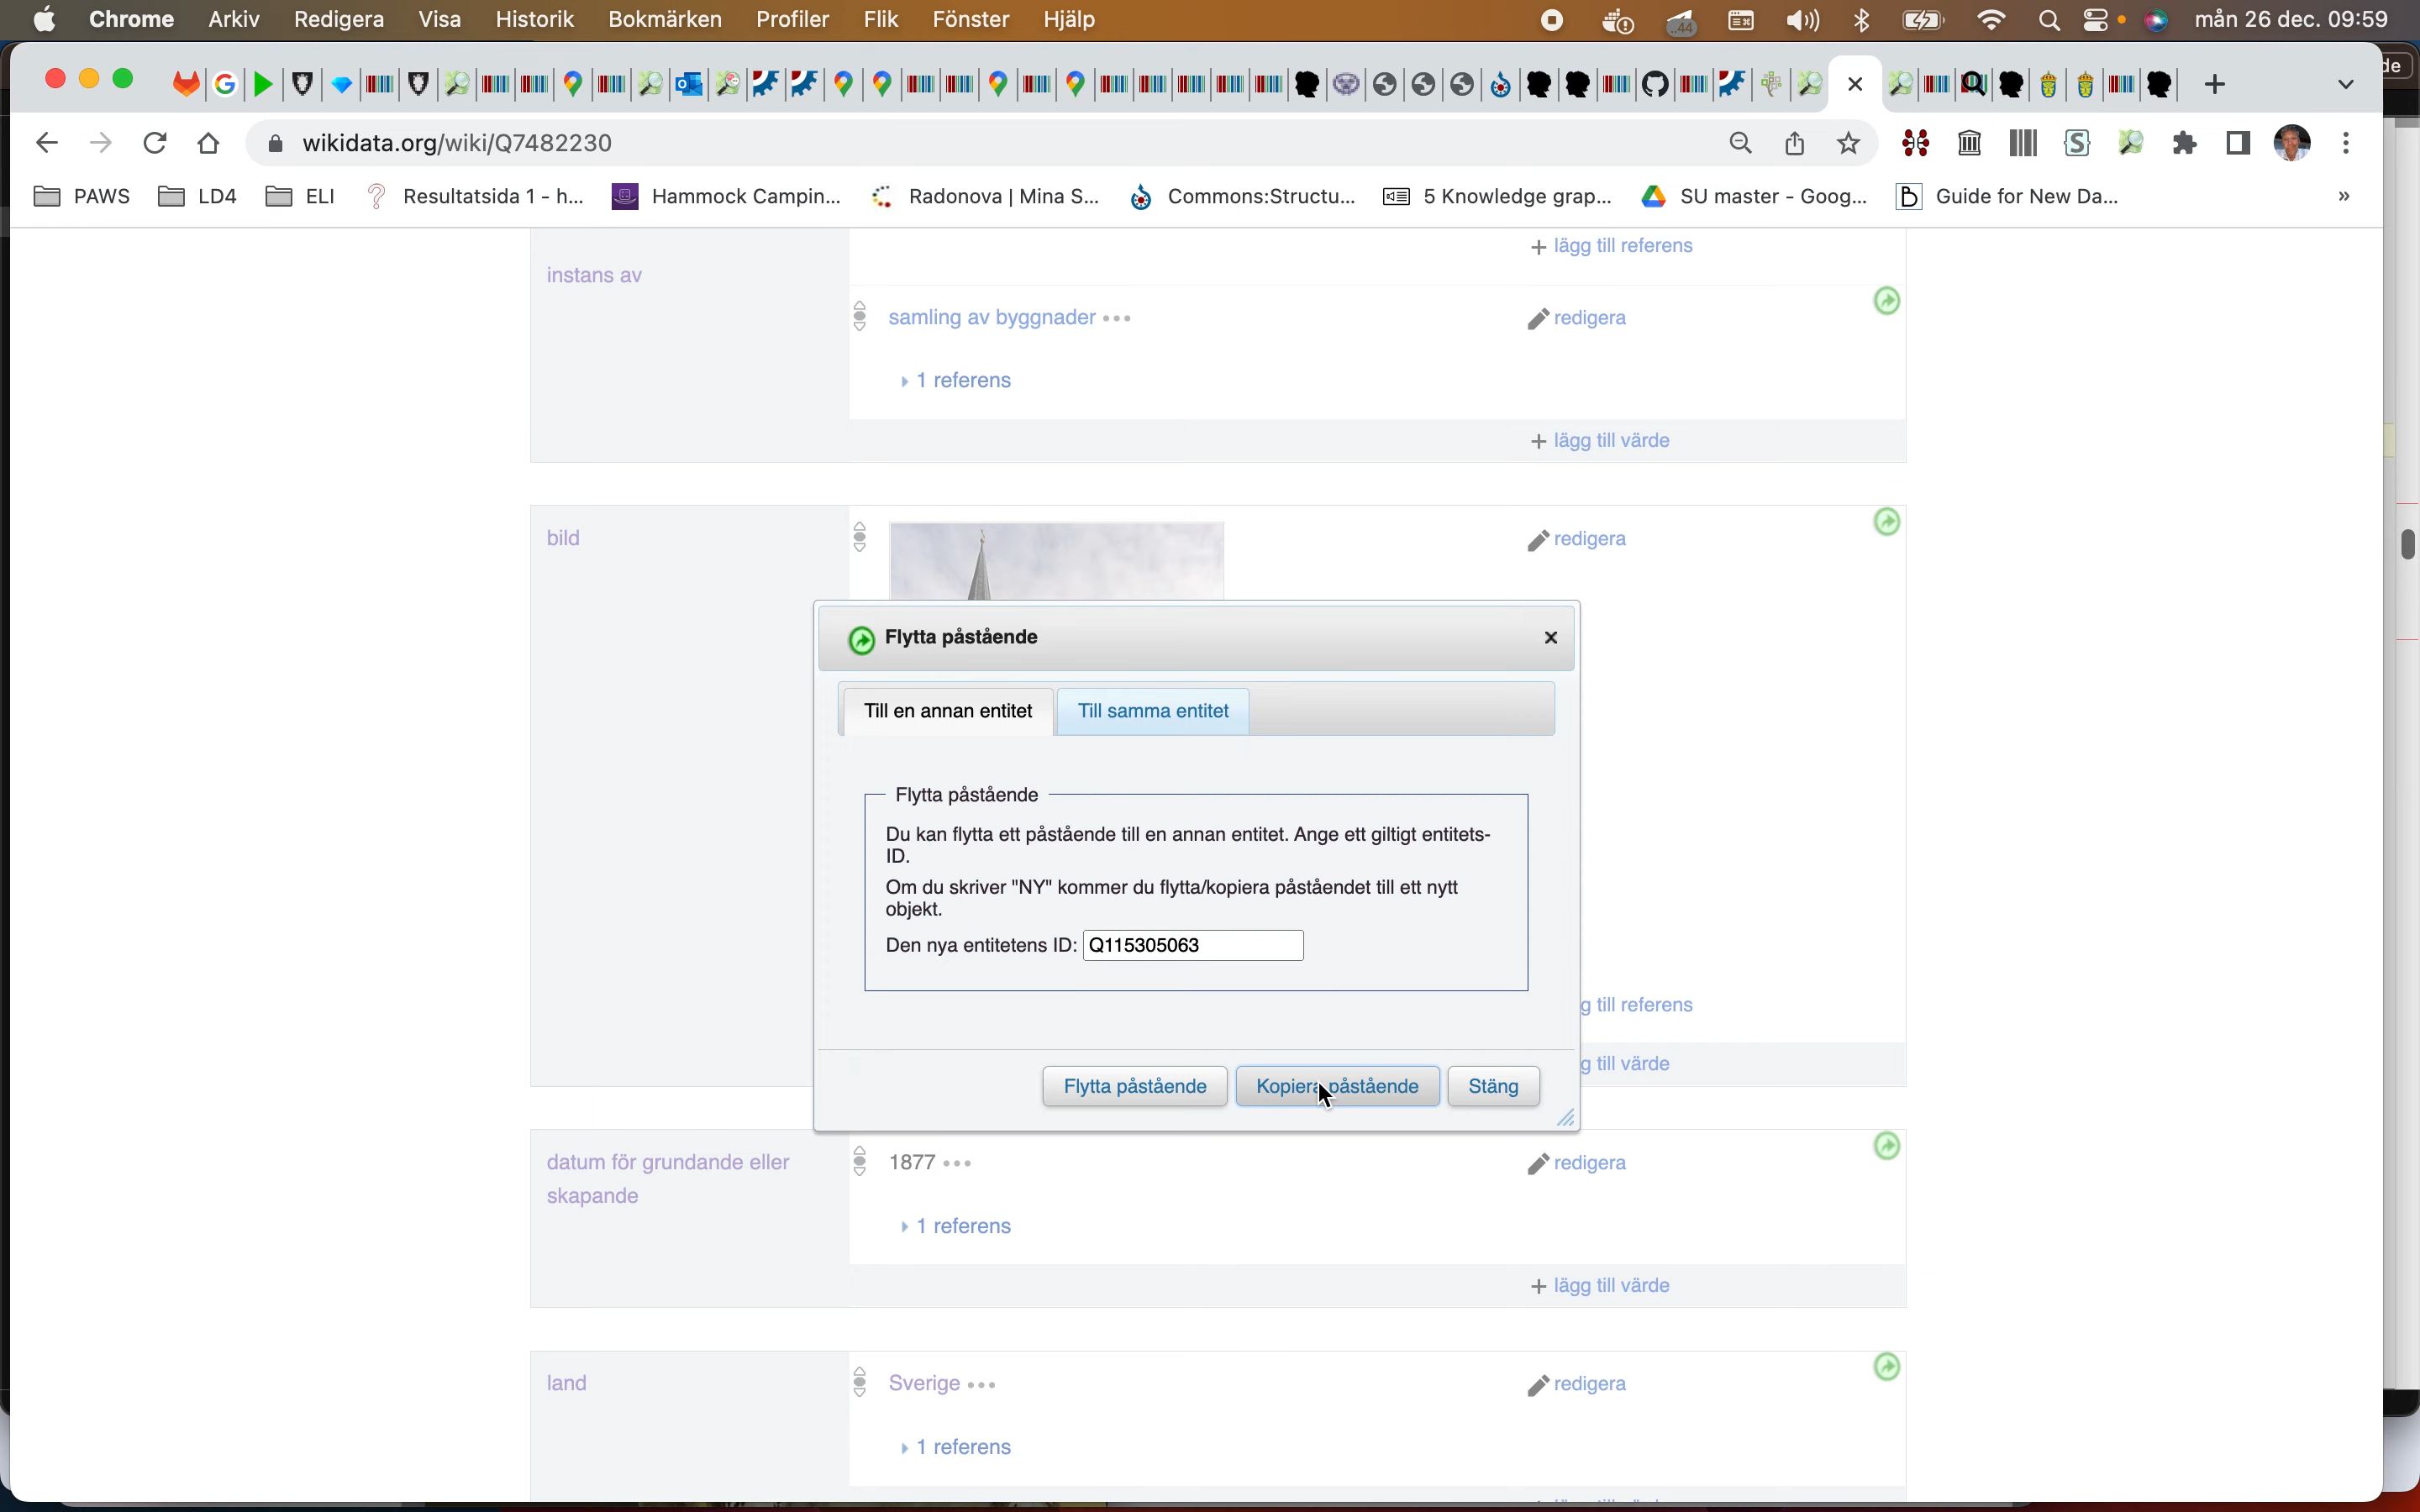 Chrome Arkiv Redigera Visa Historik Bokmärken Profiler Flik Fönster Hjälp mån 26 dec. 09:59
wikidata.org/wiki/Q7482230
PAWS LD4 ELI Resultatsida 1 - h... Hammock Campin... Radonova | Mina S... Commons:Structu... 5 Knowledge grap... SU master - Goog... Guide for New Da... »
+ lägg till referens
instans av
samling av byggnader redigera
1 referens
+ lägg till värde
bild redigera
Flytta påstående
Till en annan entitet Till samma entitet
Flytta påstående
Du kan flytta ett påstående till en annan entitet. Ange ett giltigt entitets-
ID.
Om du skriver "NY" kommer du flytta/kopiera påståendet till ett nytt
objekt.
Den nya entitetens ID: Q115305063
g till referens
g till värde
Flytta påstående Kopiera påstående Stäng
datum för grundande eller
skapande
1877 redigera
1 referens
+ lägg till värde
land Sverige redigera
1 referens